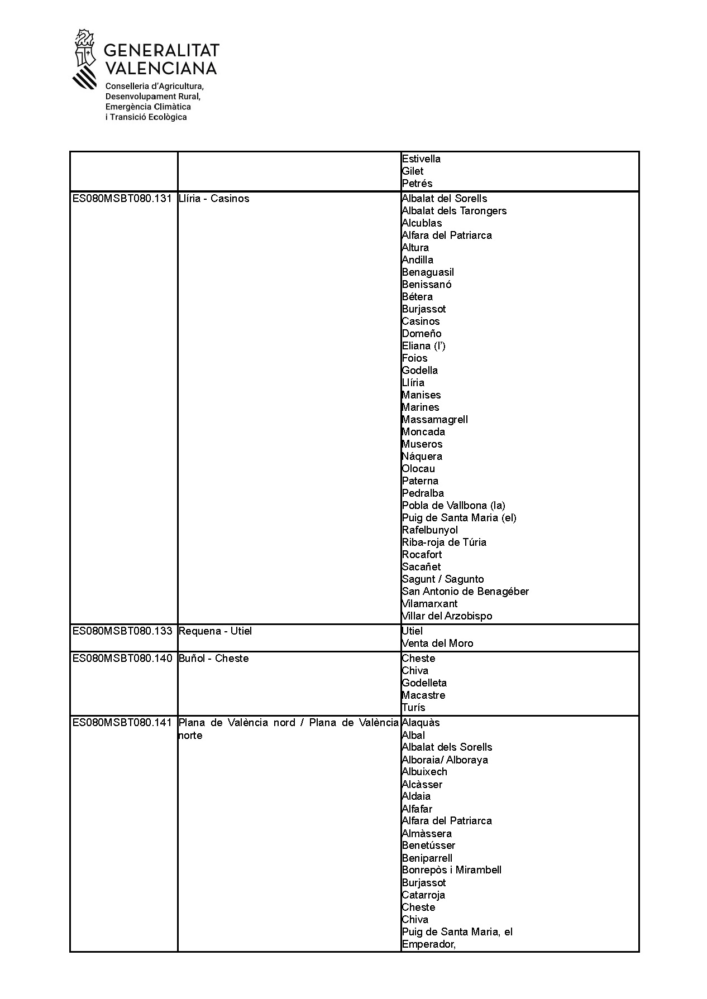 GENERALITAT
VALENCIANA
Conselleria d'Agricultura,
Desenvolupament Rural,
Emergència Climàtica
i Transició Ecològica
Estivella
Gilet
Petrés
ES080MSBT080.131 Llíria - Casinos Albalat del Sorells
Albalat dels Tarongers
Alcublas
Alfara del Patriarca
Altura
Andilla
Benaguasil
Benissanó
Bétera
Burjassot
Casinos
Domeño
Eliana (l’)
Foios
Godella
Llíria
Manises
Marines
Massamagrell
Moncada
Museros
Náquera
Olocau
Paterna
Pedralba
Pobla de Vallbona (la)
Puig de Santa Maria (el)
Rafelbunyol
Riba-roja de Túria
Rocafort
Sacañet
Sagunt / Sagunto
San Antonio de Benagéber
Vilamarxant
Villar del Arzobispo
ES080MSBT080.133 Requena - Utiel Utiel
Venta del Moro
ES080MSBT080.140 Buñol - Cheste Cheste
Chiva
Godelleta
Macastre
Turís
ES080MSBT080.141 Plana de València nord / Plana de València Alaquàs
norte Albal
Albalat dels Sorells
Alboraia/ Alboraya
Albuixech
Alcàsser
Aldaia
Alfafar
Alfara del Patriarca
Almàssera
Benetússer
Beniparrell
Bonrepòs i Mirambell
Burjassot
Catarroja
Cheste
Chiva
Puig de Santa Maria, el
Emperador,